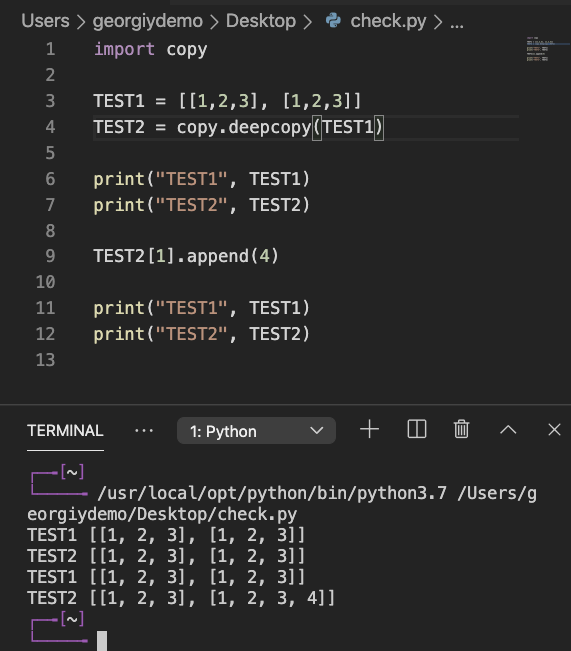 Users > georgiydemo > Desktop > check.py > ...
1 import copy
2
3 TEST1 = [[1,2,3], [1,2,3]]
4 TEST2 = copy.deepcopy(TEST1)
5
6 print("TEST1", TEST1)
7 print("TEST2", TEST2)
8
9 TEST2[1].append(4)
10
11 print("TEST1", TEST1)
12 print("TEST2", TEST2)
13
TERMINAL ... 1: Python
[~]
/usr/local/opt/python/bin/python3.7 /Users/g
eorgiydemo/Desktop/check.py
TEST1 [[1, 2, 3], [1, 2, 3]]
TEST2 [[1, 2, 3], [1, 2, 3]]
TEST1 [[1, 2, 3], [1, 2, 3]]
TEST2 [[1, 2, 3], [1, 2, 3, 4]]
[~]